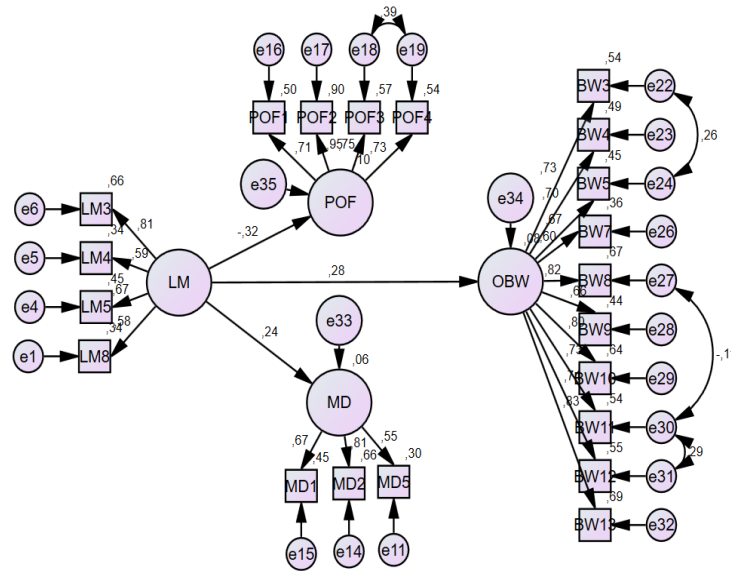 ,39
e16 e17 e18 e19
,50 ,90 ,57 ,54
POF1 POF2 POF3 POF4
,71 ,95 ,75 ,73
,10
e35
POF
,54
BW3 e22
,49
BW4 e23
,26
,45
BW5 e24
,36
BW7 e26
,67
BW8 e27
,44
BW9 e28
-,1
,64
BW10 e29
,54
BW11 e30
,29
,55
BW12 e31
,69
BW13 e32
e34
,08
OBW
,73
,70
,67
,60
,82
,66
,80
,83
,66
e6 LM3
,81
,34
e5 LM4
,59
,45
e4 LM5
,67
,34
e1 LM8
,58
LM
-,32
,28
,24
e33
,06
MD
,67 ,81 ,55
,45 ,66 ,30
MD1 MD2 MD5
e15 e14 e11